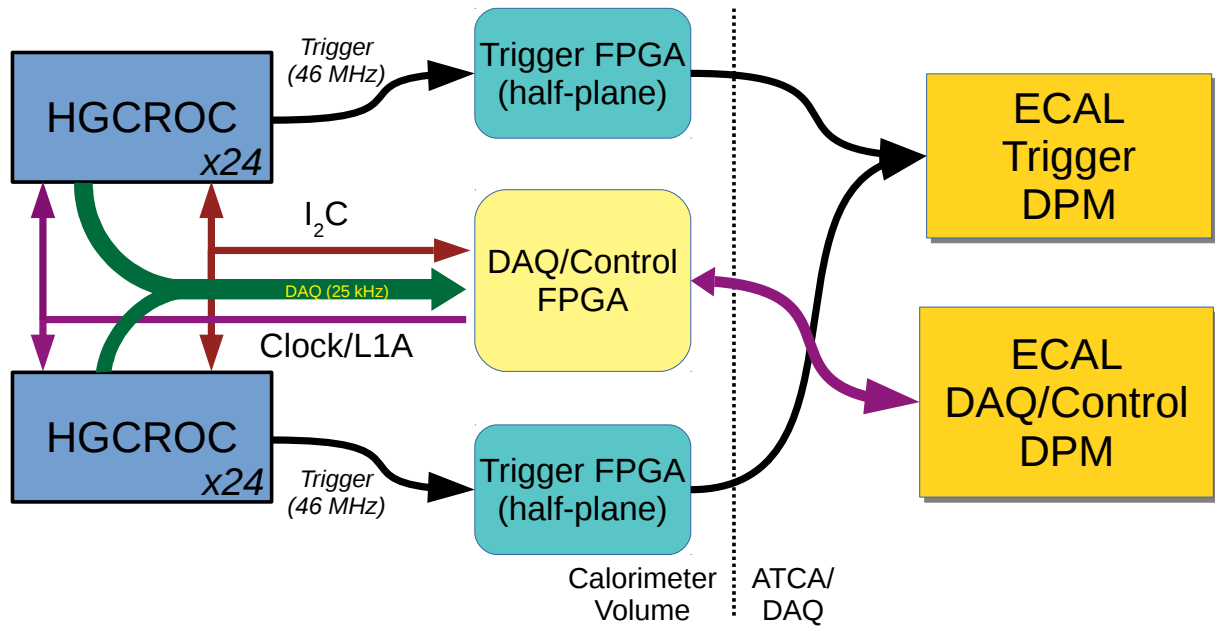 HGCROC
x24
Trigger
(46 MHz)
Trigger FPGA
(half-plane)
ECAL
Trigger
DPM
I2C
DAQ/Control
FPGA
DAQ (25 kHz)
Clock/L1A
ECAL
DAQ/Control
DPM
HGCROC
x24
Trigger
(46 MHz)
Trigger FPGA
(half-plane)
Calorimeter
Volume
ATCA/
DAQ